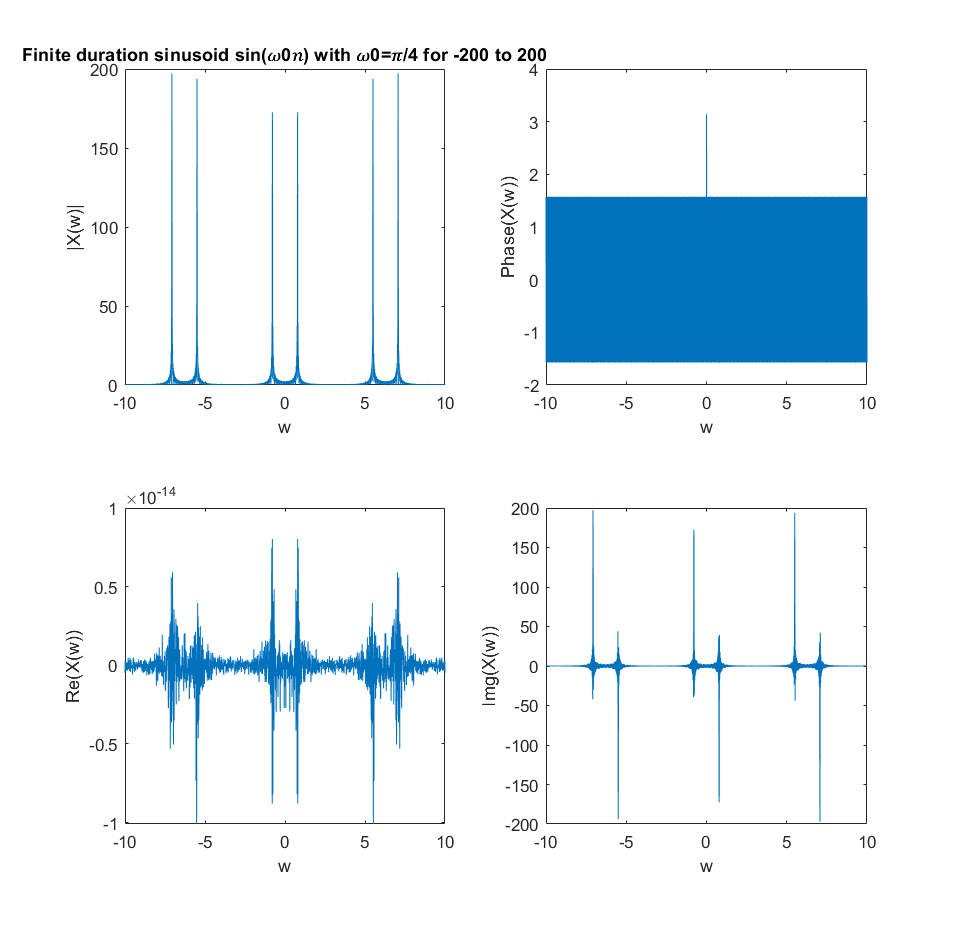 Finite duration sinusoid sin(ω0n) with ω0=π/4 for -200 to 200
200
150
100
50
0
-10 -5 0 5 10
w
|X(w)|
4
3
2
1
0
-1
-2
-10 -5 0 5 10
w
Phase(X(w))
×10-14
1
0.5
0
-0.5
-1
-10 -5 0 5 10
w
Re(X(w))
200
150
100
50
0
-50
-100
-150
-200
-10 -5 0 5 10
w
Img(X(w))